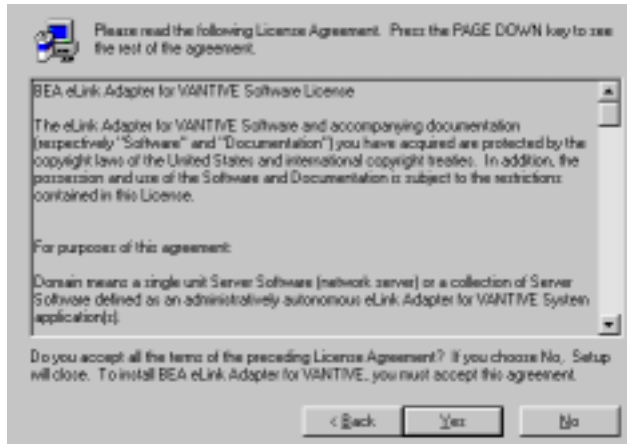 Please read the following License Agreement. Press the PAGE DOWN key to see
the rest of the agreement.
BEA eLink Adapter for VANTIVE Software License
The eLink Adapter for VANTIVE Software and accompanying documentation
(respectively "Software" and "Documentation") you have acquired are protected by the
copyright laws of the United States and international copyright treaties. In addition, the
possession and use of the Software and Documentation is subject to the restrictions
contained in this License.
For purposes of this agreement:
Domain means a single unit Server Software (network server) or a collection of Server
Software defined as an administratively autonomous eLink Adapter for VANTIVE System
application(s).
Do you accept all the terms of the preceding License Agreement? If you choose No, Setup
will close. To install BEA eLink Adapter for VANTIVE, you must accept this agreement.
< Back Yes No